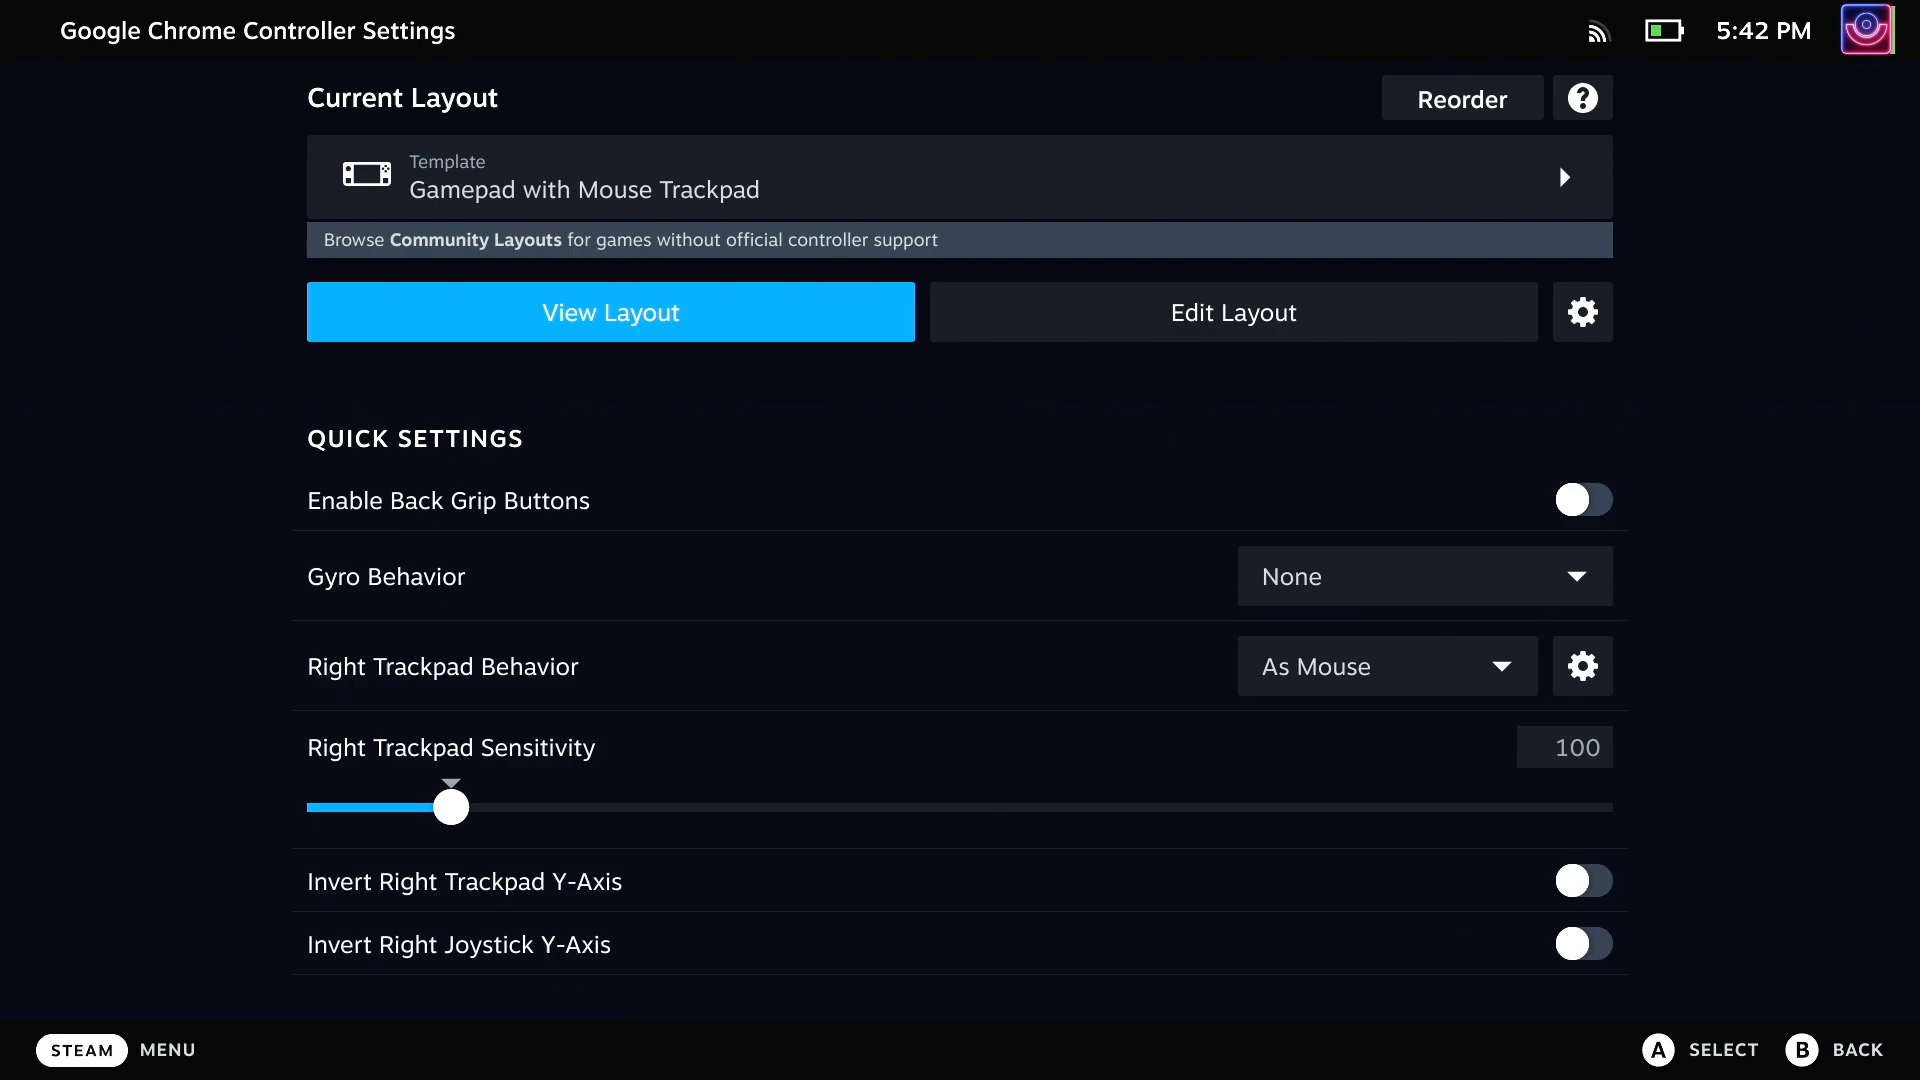 Google Chrome Controller Settings
5:42 PM
Current Layout
Reorder
?
Template
Gamepad with Mouse Trackpad
Browse Community Layouts for games without official controller support
View Layout
Edit Layout
QUICK SETTINGS
Enable Back Grip Buttons
Gyro Behavior
None
Right Trackpad Behavior
As Mouse
Right Trackpad Sensitivity
100
Invert Right Trackpad Y-Axis
Invert Right Joystick Y-Axis
STEAM MENU
A SELECT B BACK